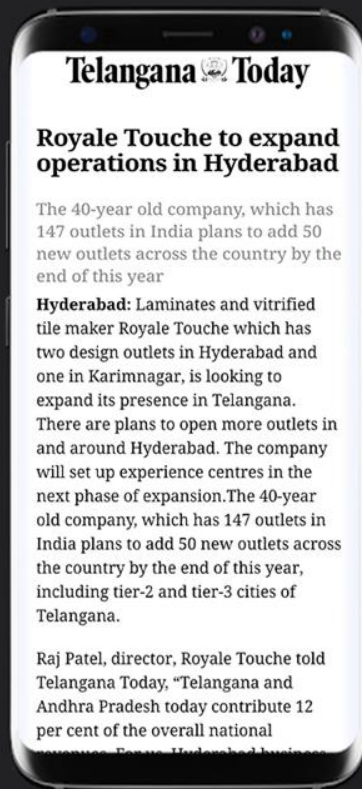 Telangana Today
Royale Touche to expand
operations in Hyderabad
The 40-year old company, which has
147 outlets in India plans to add 50
new outlets across the country by the
end of this year
Hyderabad: Laminates and vitrified
tile maker Royale Touche which has
two design outlets in Hyderabad and
one in Karimnagar, is looking to
expand its presence in Telangana.
There are plans to open more outlets in
and around Hyderabad. The company
will set up experience centres in the
next phase of expansion.The 40-year
old company, which has 147 outlets in
India plans to add 50 new outlets across
the country by the end of this year,
including tier-2 and tier-3 cities of
Telangana.
Raj Patel, director, Royale Touche told
Telangana Today, “Telangana and
Andhra Pradesh today contribute 12
per cent of the overall national
revenues. For us, Hyderabad business